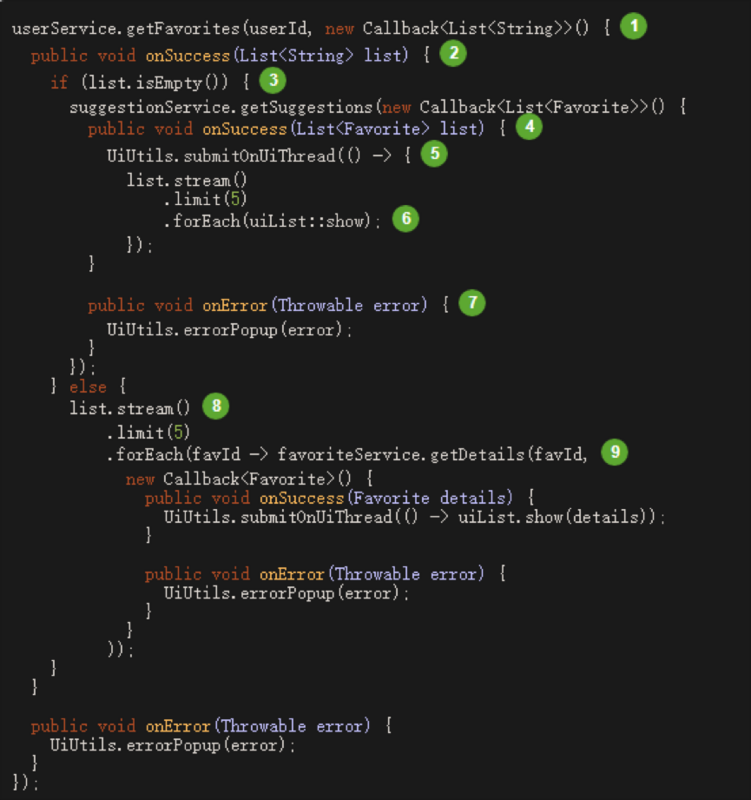 userService.getFavorites(userId, new Callback<List<String>>() { 1
  public void onSuccess(List<String> list) { 2
    if (list.isEmpty()) { 3
      suggestionService.getSuggestions(new Callback<List<Favorite>>() {
        public void onSuccess(List<Favorite> list) { 4
          UiUtils.submitOnUiThread(() -> { 5
            list.stream()
                .limit(5)
                .forEach(uiList::show); 6
            });
        }

        public void onError(Throwable error) { 7
          UiUtils.errorPopup(error);
        }
      });
    } else {
      list.stream() 8
          .limit(5)
          .forEach(favId -> favoriteService.getDetails(favId, 9
            new Callback<Favorite>() {
              public void onSuccess(Favorite details) {
                UiUtils.submitOnUiThread(() -> uiList.show(details));
              }

              public void onError(Throwable error) {
                UiUtils.errorPopup(error);
              }
            }
          ));
    }
  }

  public void onError(Throwable error) {
    UiUtils.errorPopup(error);
  }
});